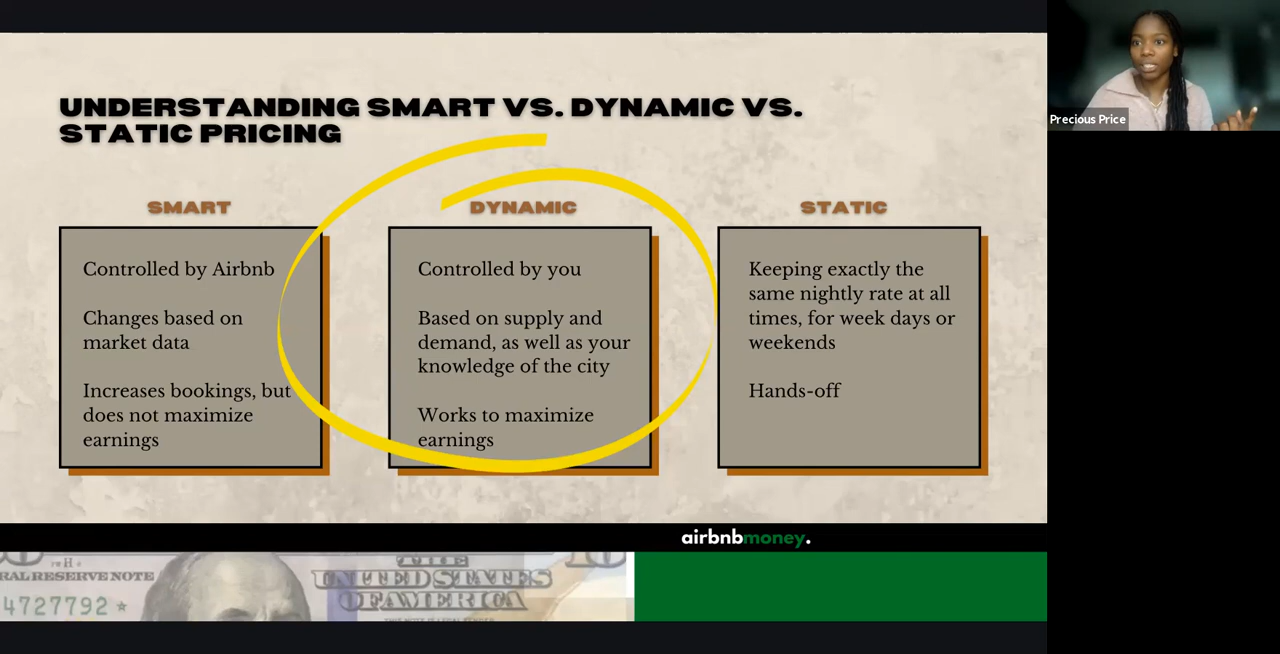 UNDERSTANDING SMART VS. DYNAMIC VS.
STATIC PRICING
SMART
Controlled by Airbnb
Changes based on
market data
Increases bookings, but
does not maximize
earnings
DYNAMIC
Controlled by you
Based on supply and
demand, as well as your
knowledge of the city
Works to maximize
earnings
STATIC
Keeping exactly the
same nightly rate at all
times, for week days or
weekends
Hands-off
airbnbmoney.
RAL RESERVE NOTE
4727792
THE
UNITED STATES
OF AMERICA
Precious Price